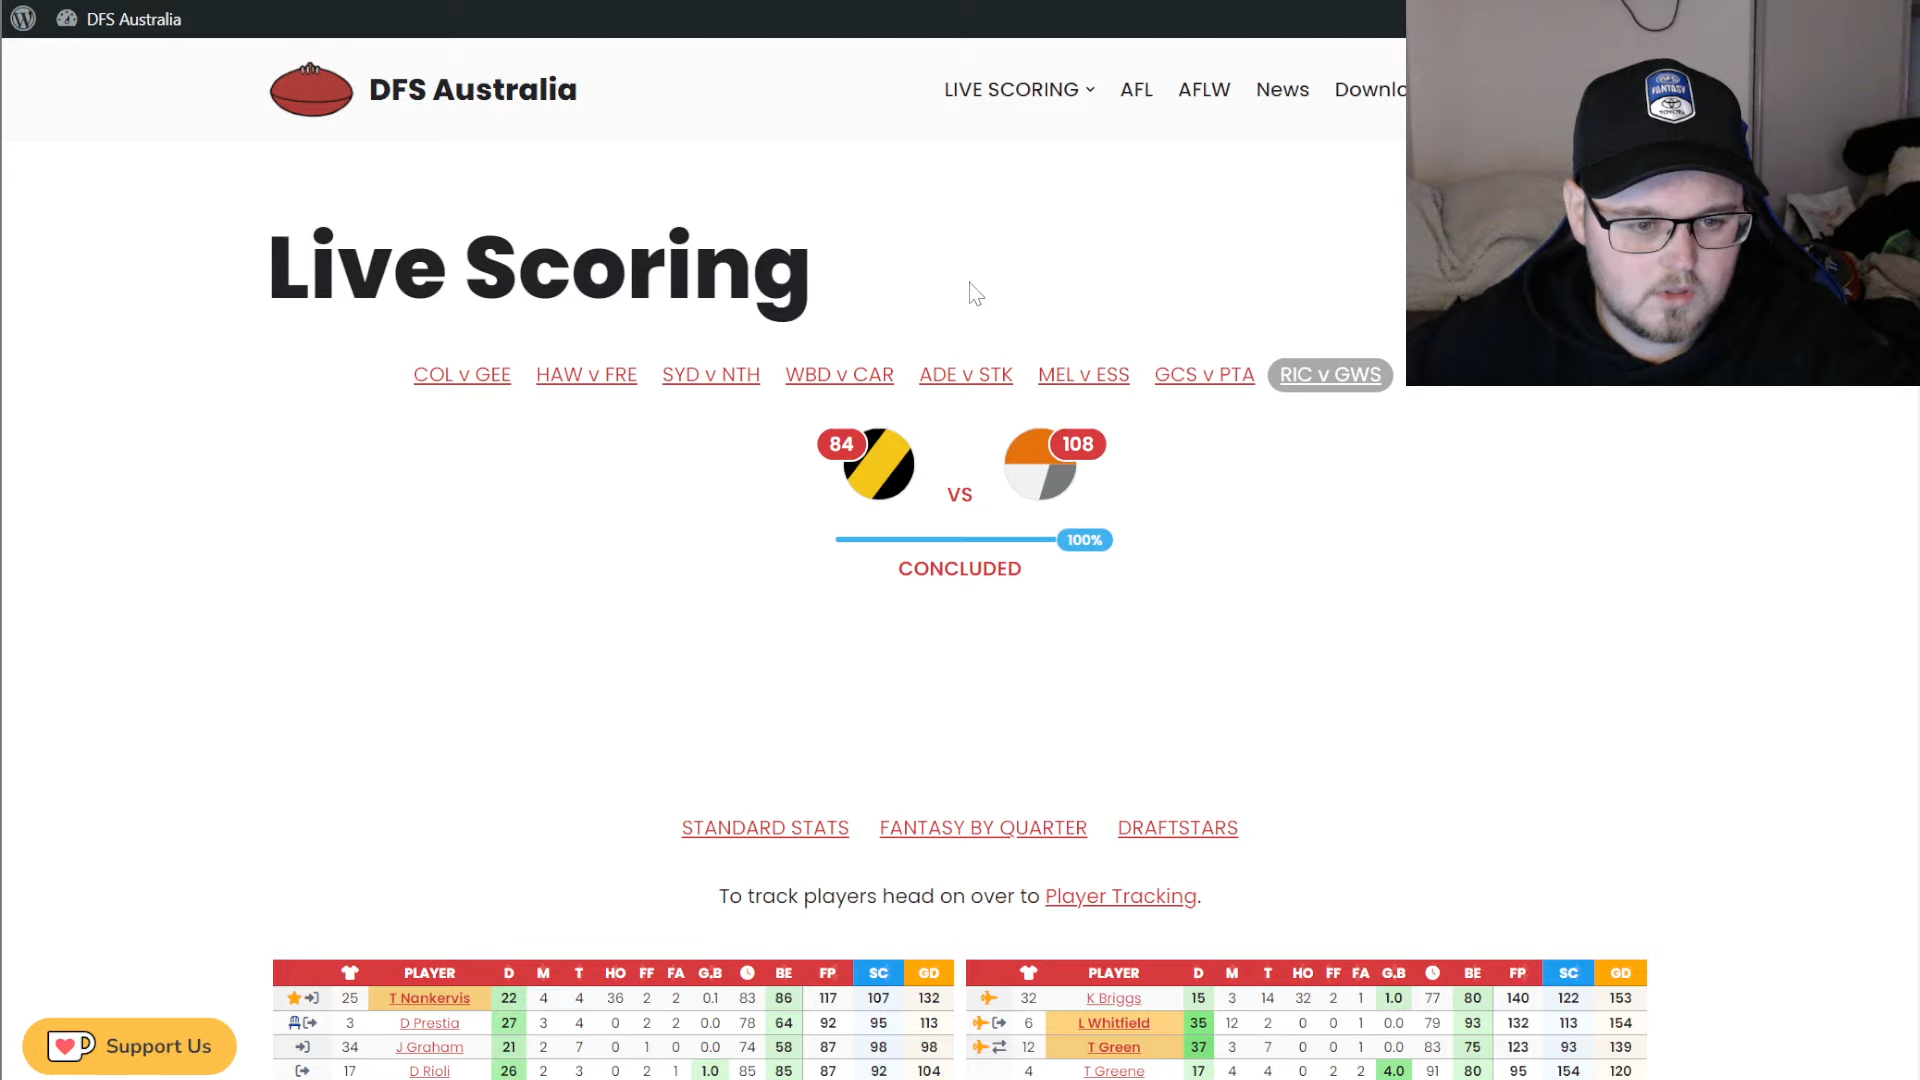 DFS Australia
DFS Australia
LIVE SCORING AFL AFLW News Downlo
FANTASY
TOYOTA
Live Scoring
COL v GEE HAW v FRE SYD v NTH WBD v CAR ADE v STK MEL v ESS GCS v PTA RIC v GWS
84 VS 108
100%
CONCLUDED
STANDARD STATS FANTASY BY QUARTER DRAFTSTARS
To track players head on over to Player Tracking.
PLAYER D M T HO FF FA G.B BE FP SC GD
25 T Nankervis 22 4 4 36 2 2 0.1 83 86 117 107 132
3 D Prestia 27 3 4 0 2 2 0.0 78 64 92 95 113
34 J Graham 21 2 7 0 1 0 0.0 74 58 87 98 98
17 D Rioli 26 2 3 0 2 1 1.0 85 85 87 92 104
PLAYER D M T HO FF FA G.B BE FP SC GD
32 K Briggs 15 3 14 32 2 1 1.0 77 80 140 122 153
6 L Whitfield 35 12 2 0 0 1 0.0 79 93 132 113 154
12 T Green 37 3 7 0 0 1 0.0 83 75 123 93 139
4 T Greene 17 4 4 0 2 2 4.0 91 80 95 154 120
Support Us